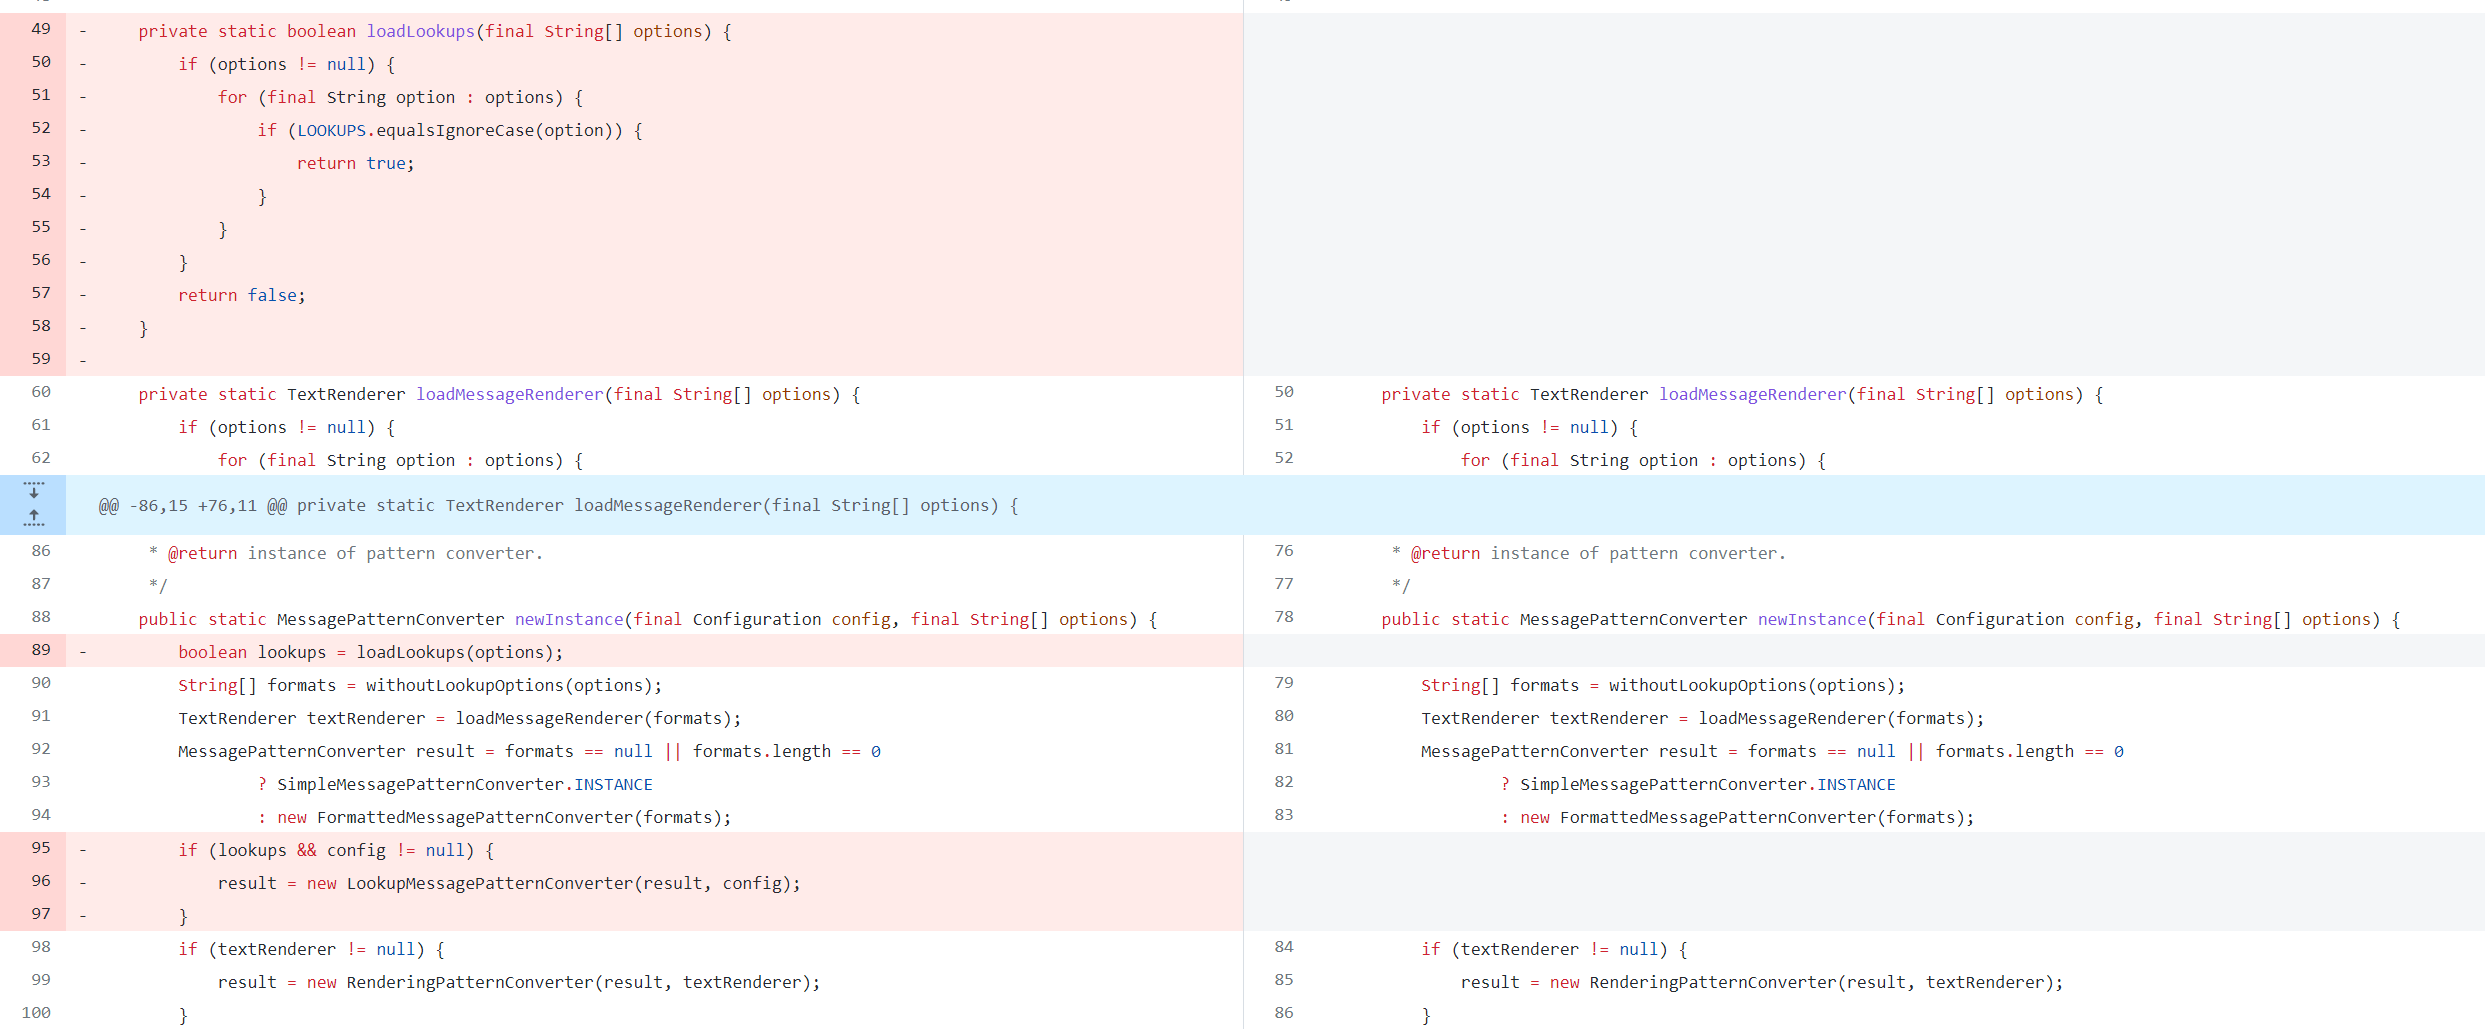 49 -     private static boolean loadLookups(final String[] options) {
50 -         if (options != null) {
51 -             for (final String option : options) {
52 -                 if (LOOKUPS.equalsIgnoreCase(option)) {
53 -                     return true;
54 -                 }
55 -             }
56 -         }
57 -         return false;
58 -     }
59 -
60     private static TextRenderer loadMessageRenderer(final String[] options) {
61         if (options != null) {
62             for (final String option : options) {
50     private static TextRenderer loadMessageRenderer(final String[] options) {
51         if (options != null) {
52             for (final String option : options) {
@@ -86,15 +76,11 @@ private static TextRenderer loadMessageRenderer(final String[] options) {
86      * @return instance of pattern converter.
87      */
88     public static MessagePatternConverter newInstance(final Configuration config, final String[] options) {
89 -         boolean lookups = loadLookups(options);
90         String[] formats = withoutLookupOptions(options);
91         TextRenderer textRenderer = loadMessageRenderer(formats);
92         MessagePatternConverter result = formats == null || formats.length == 0
93                 ? SimpleMessagePatternConverter.INSTANCE
94                 : new FormattedMessagePatternConverter(formats);
95 -         if (lookups && config != null) {
96 -             result = new LookupMessagePatternConverter(result, config);
97 -         }
98         if (textRenderer != null) {
99             result = new RenderingPatternConverter(result, textRenderer);
100         }
76      * @return instance of pattern converter.
77      */
78     public static MessagePatternConverter newInstance(final Configuration config, final String[] options) {
79         String[] formats = withoutLookupOptions(options);
80         TextRenderer textRenderer = loadMessageRenderer(formats);
81         MessagePatternConverter result = formats == null || formats.length == 0
82                 ? SimpleMessagePatternConverter.INSTANCE
83                 : new FormattedMessagePatternConverter(formats);
84         if (textRenderer != null) {
85             result = new RenderingPatternConverter(result, textRenderer);
86         }